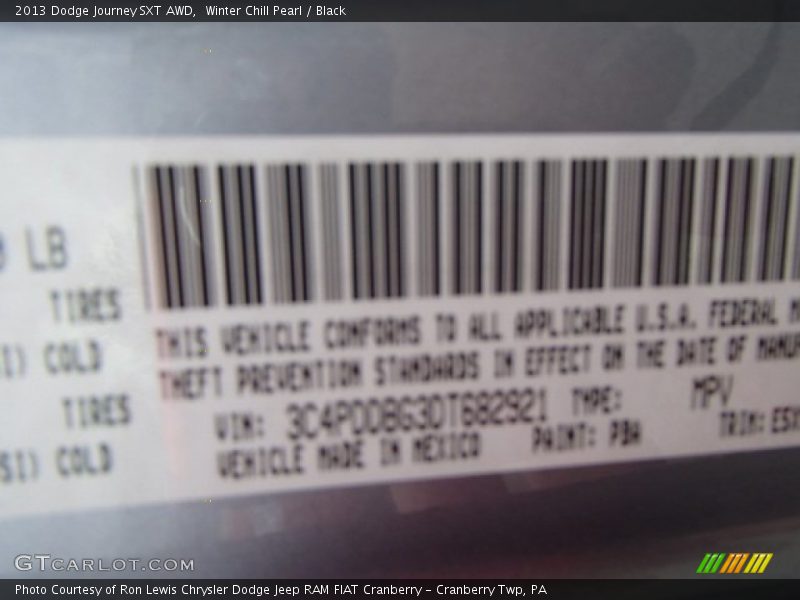 2013 Dodge Journey SXT AWD, Winter Chill Pearl / Black
LB
TIRES
COLD
TIRES
COLD
THIS VEHICLE CONFORMS TO ALL APPLICABLE U.S.A. FEDERAL
THEFT PREVENTION STANDARDS IN EFFECT ON THE DATE OF
VIN: 3C4PDDBG3DT682921 TYPE: MPV
VEHICLE MADE IN MEXICO PAINT: PBA TRIM:
GTCARLOT.COM
Photo Courtesy of Ron Lewis Chrysler Dodge Jeep RAM FIAT Cranberry – Cranberry Twp, PA